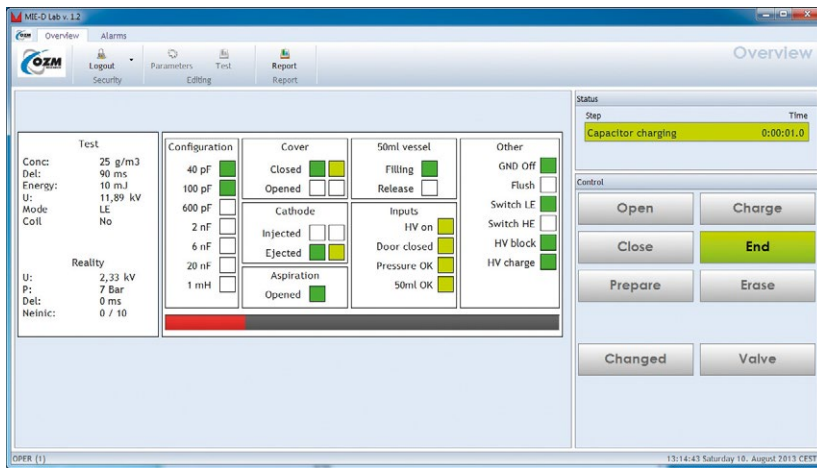 MIE-D Lab v. 1.2
OZM Overview Alarms
OZM
Logout
Parameters
Test
Report
Security
Editing
Report
Overview
Test
Conc: 25 g/m3
Del: 90 ms
Energy: 10 mJ
U: 11,89 kV
Mode LE
Coil No
Reality
U: 2,33 kV
P: 7 Bar
Del: 0 ms
Neinic: 0 / 10
Configuration
40 pF
100 pF
600 pF
2 nF
6 nF
20 nF
1 mH
Cover
Closed
Opened
Cathode
Injected
Ejected
Aspiration
Opened
50ml vessel
Filling
Release
Inputs
HV on
Door closed
Pressure OK
50ml OK
Other
GND Off
Flush
Switch LE
Switch HE
HV block
HV charge
Status
Step Time
Capacitor charging 0:00:01.0
Control
Open Charge
Close End
Prepare Erase
Changed Valve
OPER (1)
13:14:43 Saturday 10. August 2013 CEST